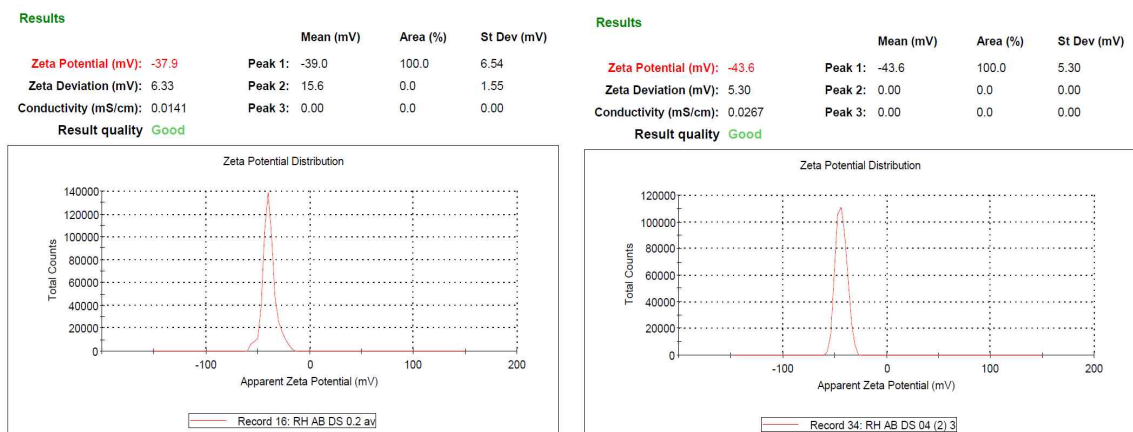 Results
Mean (mV) Area (%) St Dev (mV)
Zeta Potential (mV): -37.9 Peak 1: -39.0 100.0 6.54
Zeta Deviation (mV): 6.33 Peak 2: 15.6 0.0 1.55
Conductivity (mS/cm): 0.0141 Peak 3: 0.00 0.0 0.00
Result quality Good
Zeta Potential Distribution
140000
120000
100000
80000
60000
40000
20000
0
Total Counts
-100 0 100 200
Apparent Zeta Potential (mV)
Record 16: RH AB DS 0.2 av
Results
Mean (mV) Area (%) St Dev (mV)
Zeta Potential (mV): -43.6 Peak 1: -43.6 100.0 5.30
Zeta Deviation (mV): 5.30 Peak 2: 0.00 0.0 0.00
Conductivity (mS/cm): 0.0267 Peak 3: 0.00 0.0 0.00
Result quality Good
Zeta Potential Distribution
120000
100000
80000
60000
40000
20000
0
Total Counts
-100 0 100 200
Apparent Zeta Potential (mV)
Record 34: RH AB DS 04 (2) 3